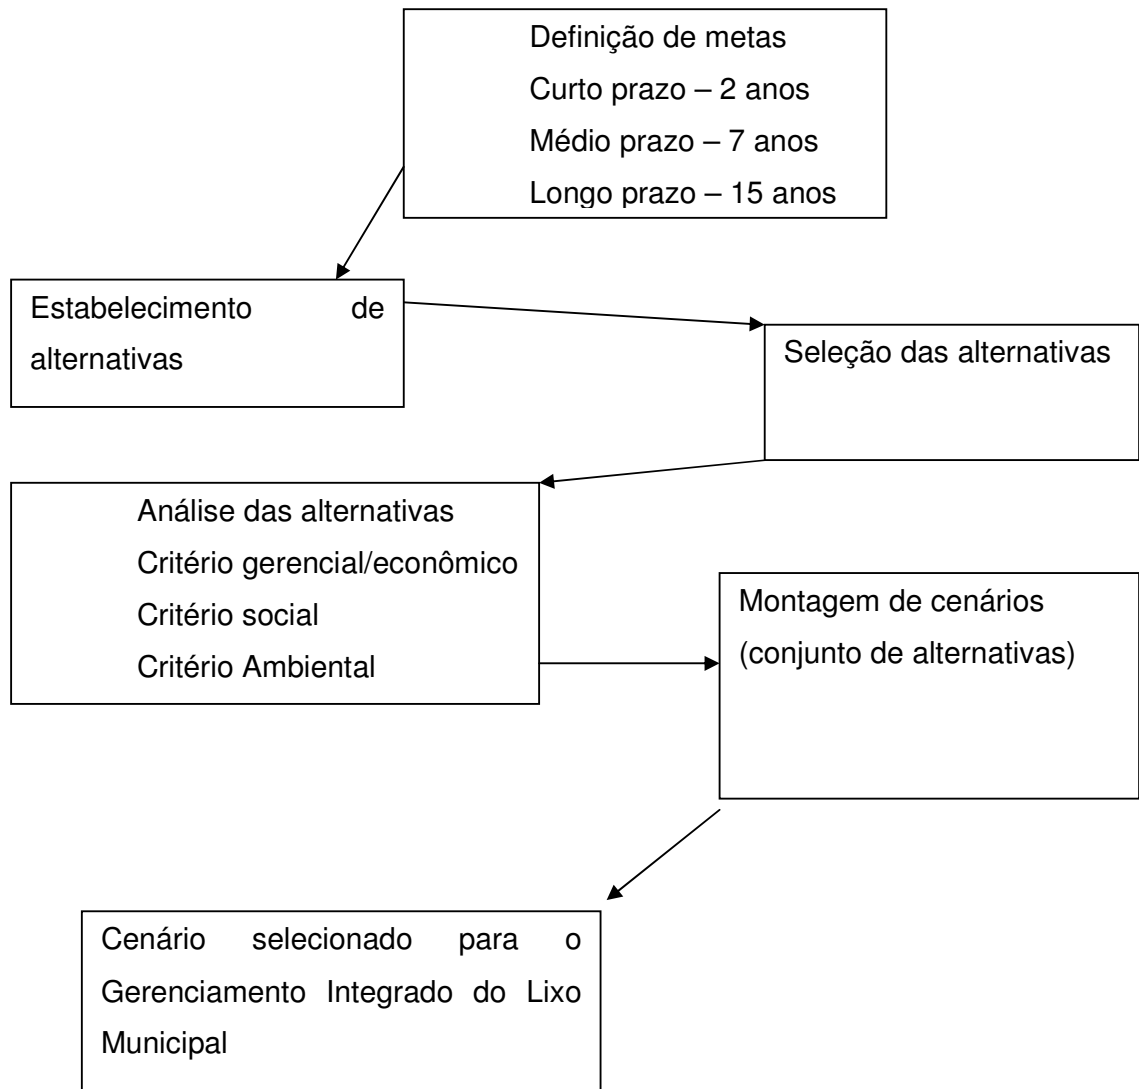 Definição de metas
Curto prazo – 2 anos
Médio prazo – 7 anos
Longo prazo – 15 anos
Estabelecimento de
alternativas
Seleção das alternativas
Análise das alternativas
Critério gerencial/econômico
Critério social
Critério Ambiental
Montagem de cenários
(conjunto de alternativas)
Cenário selecionado para o
Gerenciamento Integrado do Lixo
Municipal